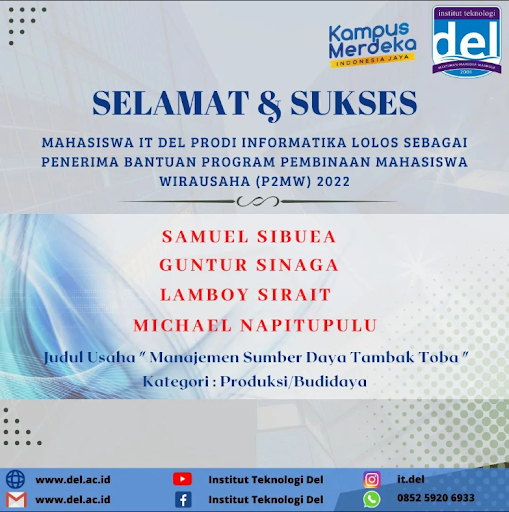 Kampus
Merdeka
INDONESIA JAYA
institut teknologi
del
2001
SELAMAT & SUKSES
MAHASISWA IT DEL PRODI INFORMATIKA LOLOS SEBAGAI
PENERIMA BANTUAN PROGRAM PEMBINAAN MAHASISWA
WIRAUSAHA (P2MW) 2022
SAMUEL SIBUEA
GUNTUR SINAGA
LAMBOY SIRAIT
MICHAEL NAPITUPULU
Judul Usaha " Manajemen Sumber Daya Tambak Toba "
Kategori : Produksi/Budidaya
www.del.ac.id Institut Teknologi Del it.del
www.del.ac.id Institut Teknologi Del 0852 5920 6933